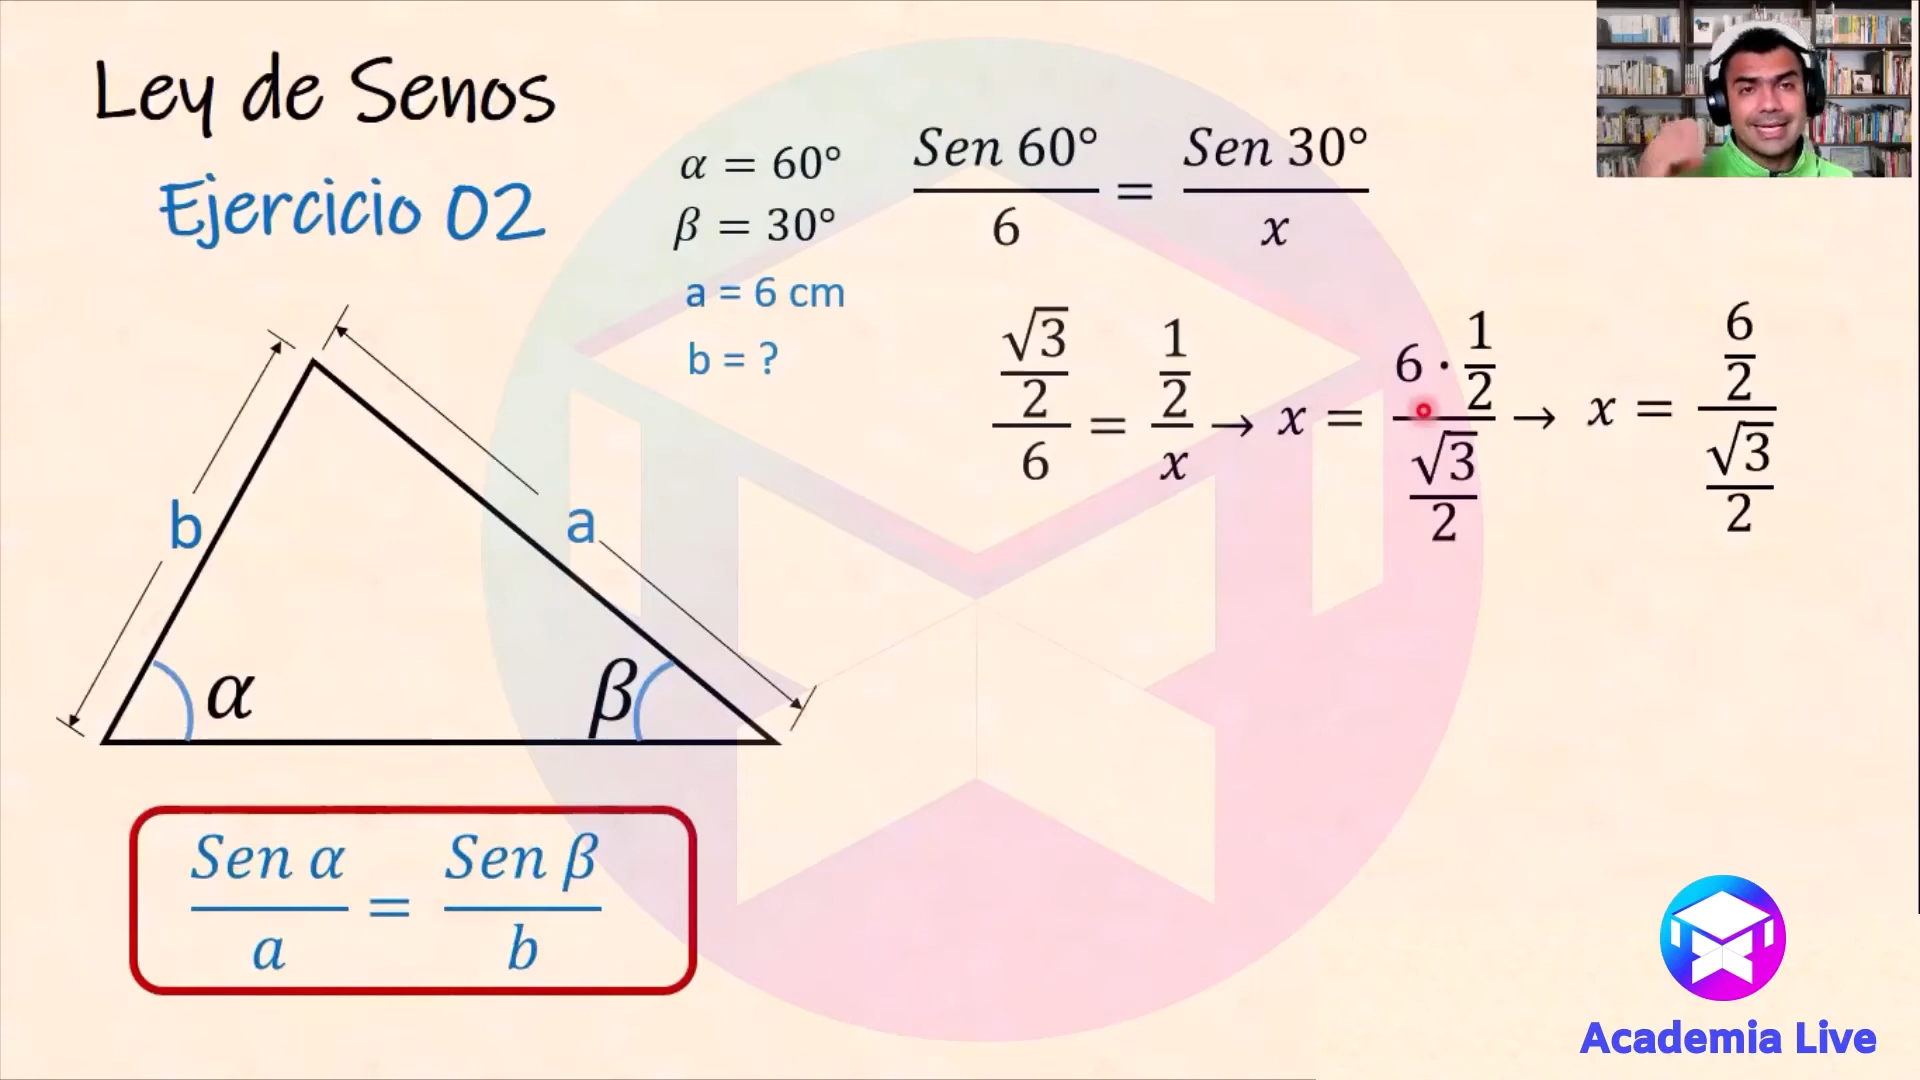 Ley de Senos
Ejercicio 02
α = 60°
β = 30°
a = 6 cm
b = ?
Sen 60° / 6 = Sen 30° / x
(√3/2) / 6 = (1/2) / x → x = (6 · 1/2) / (√3/2) → x = (6/2) / (√3/2)
b
a
α
β
Sen α / a = Sen β / b
Academia Live